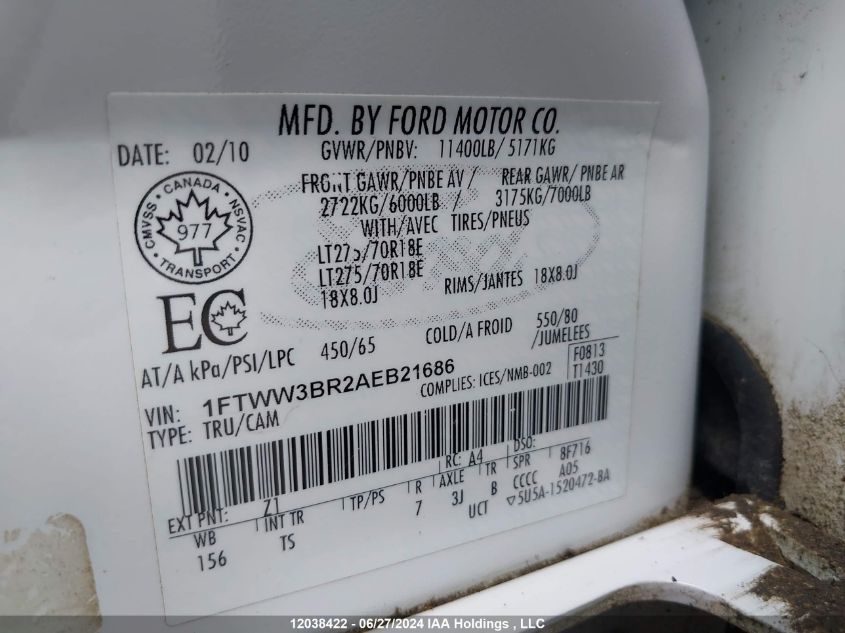 MFD. BY FORD MOTOR CO.
DATE: 02/10
GVWR/PNBV: 11400LB/ 5171KG
FRONT GAWR/PNBE AV / REAR GAWR/ PNBE AR
2722KG/6000LB / 3175KG/7000LB
WITH/AVEC TIRES/PNEUS
LT275/70R18E
LT275/70R18E
18X8.0J RIMS/JANTES 18X8.0J
CANADA
CMVSS NSVAC
977
TRANSPORT
EC
AT/A kPa/PSI/LPC 450/65 COLD/A FROID 550/80
/JUMELEES
VIN: 1FTWW3BR2AEB21686
COMPLIES: ICES/NMB-002
F0813
T1430
TYPE: TRU/CAM
RC: A4 DSO:
EXT PNT: Z1 TP/PS R AXLE TR SPR 8F716
WB INT TR 7 3J B CCCC A05
156 TS UCT 5U5A-1520472-BA
12038422 - 06/27/2024 IAA Holdings , LLC